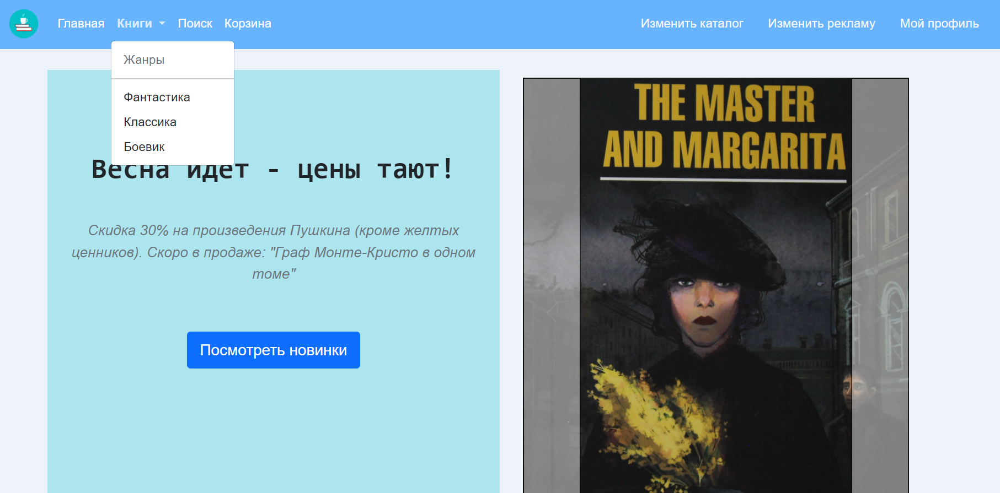 Главная Книги Поиск Корзина Изменить каталог Изменить рекламу Мой профиль
Жанры
Фантастика
Классика
Боевик
Весна идет - цены тают!
Скидка 30% на произведения Пушкина (кроме желтых
ценников). Скоро в продаже: "Граф Монте-Кристо в одном
томе"
Посмотреть новинки
THE MASTER
AND MARGARITA